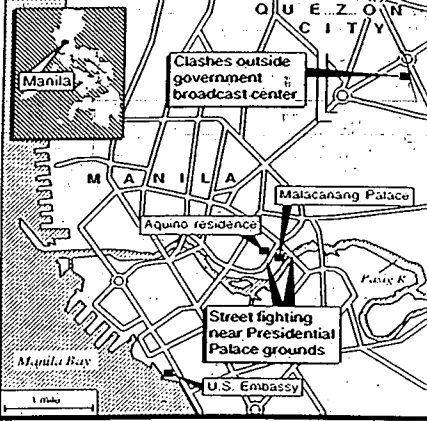 QUEZON
CITY
Manila
Clashes outside
government
broadcast center
MANILA
Malacanang Palace
Aquino residence
Pasig R.
Street fighting
near Presidential
Palace grounds
Manila Bay
U.S. Embassy
1 mile